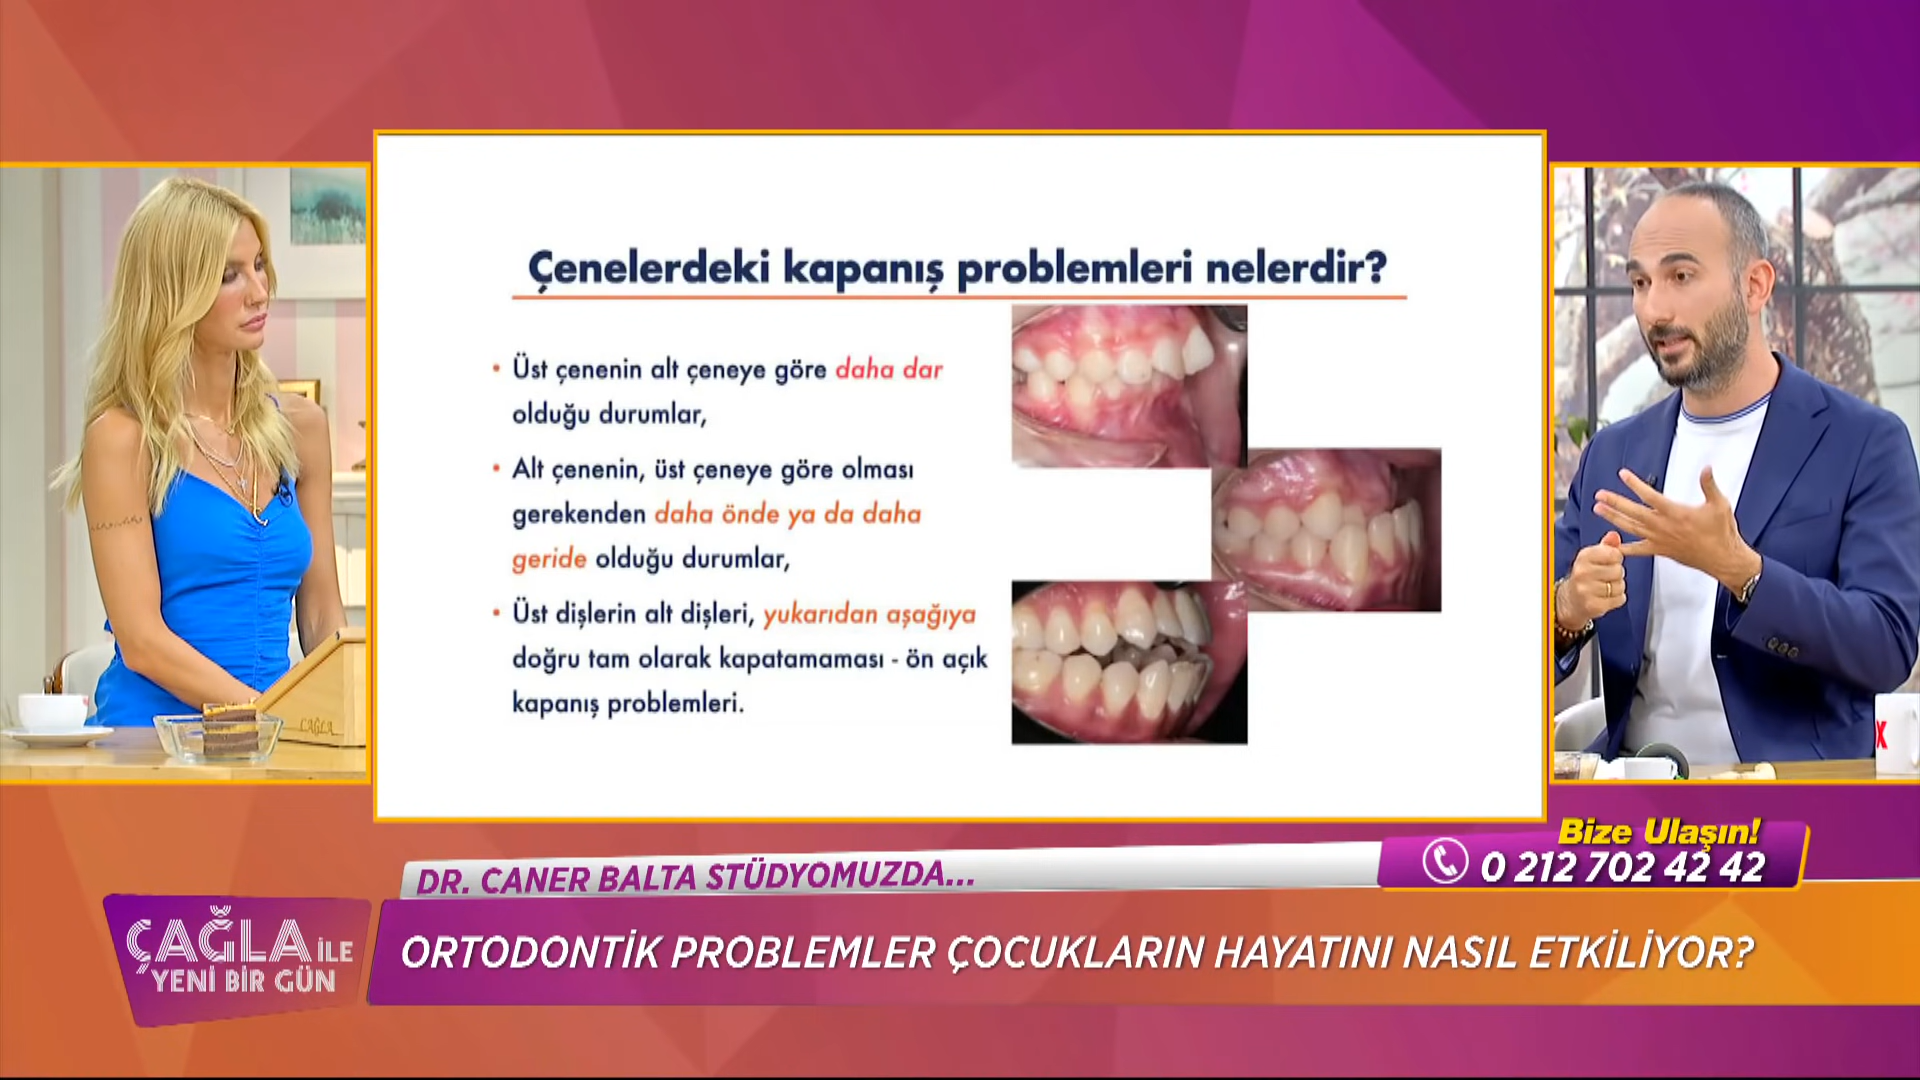 Çenelerdeki kapanış problemleri nelerdir?
• Üst çenenin alt çeneye göre daha dar
olduğu durumlar,
• Alt çenenin, üst çeneye göre olması
gerekenden daha önde ya da daha
geride olduğu durumlar,
• Üst dişlerin alt dişleri, yukarıdan aşağıya
doğru tam olarak kapatamaması - ön açık
kapanış problemleri.
ÇAĞLA
X
Bize Ulaşın!
0 212 702 42 42
DR. CANER BALTA STÜDYOMUZDA...
ÇAĞLA İLE
YENİ BİR GÜN
ORTODONTİK PROBLEMLER ÇOCUKLARIN HAYATINI NASIL ETKİLİYOR?